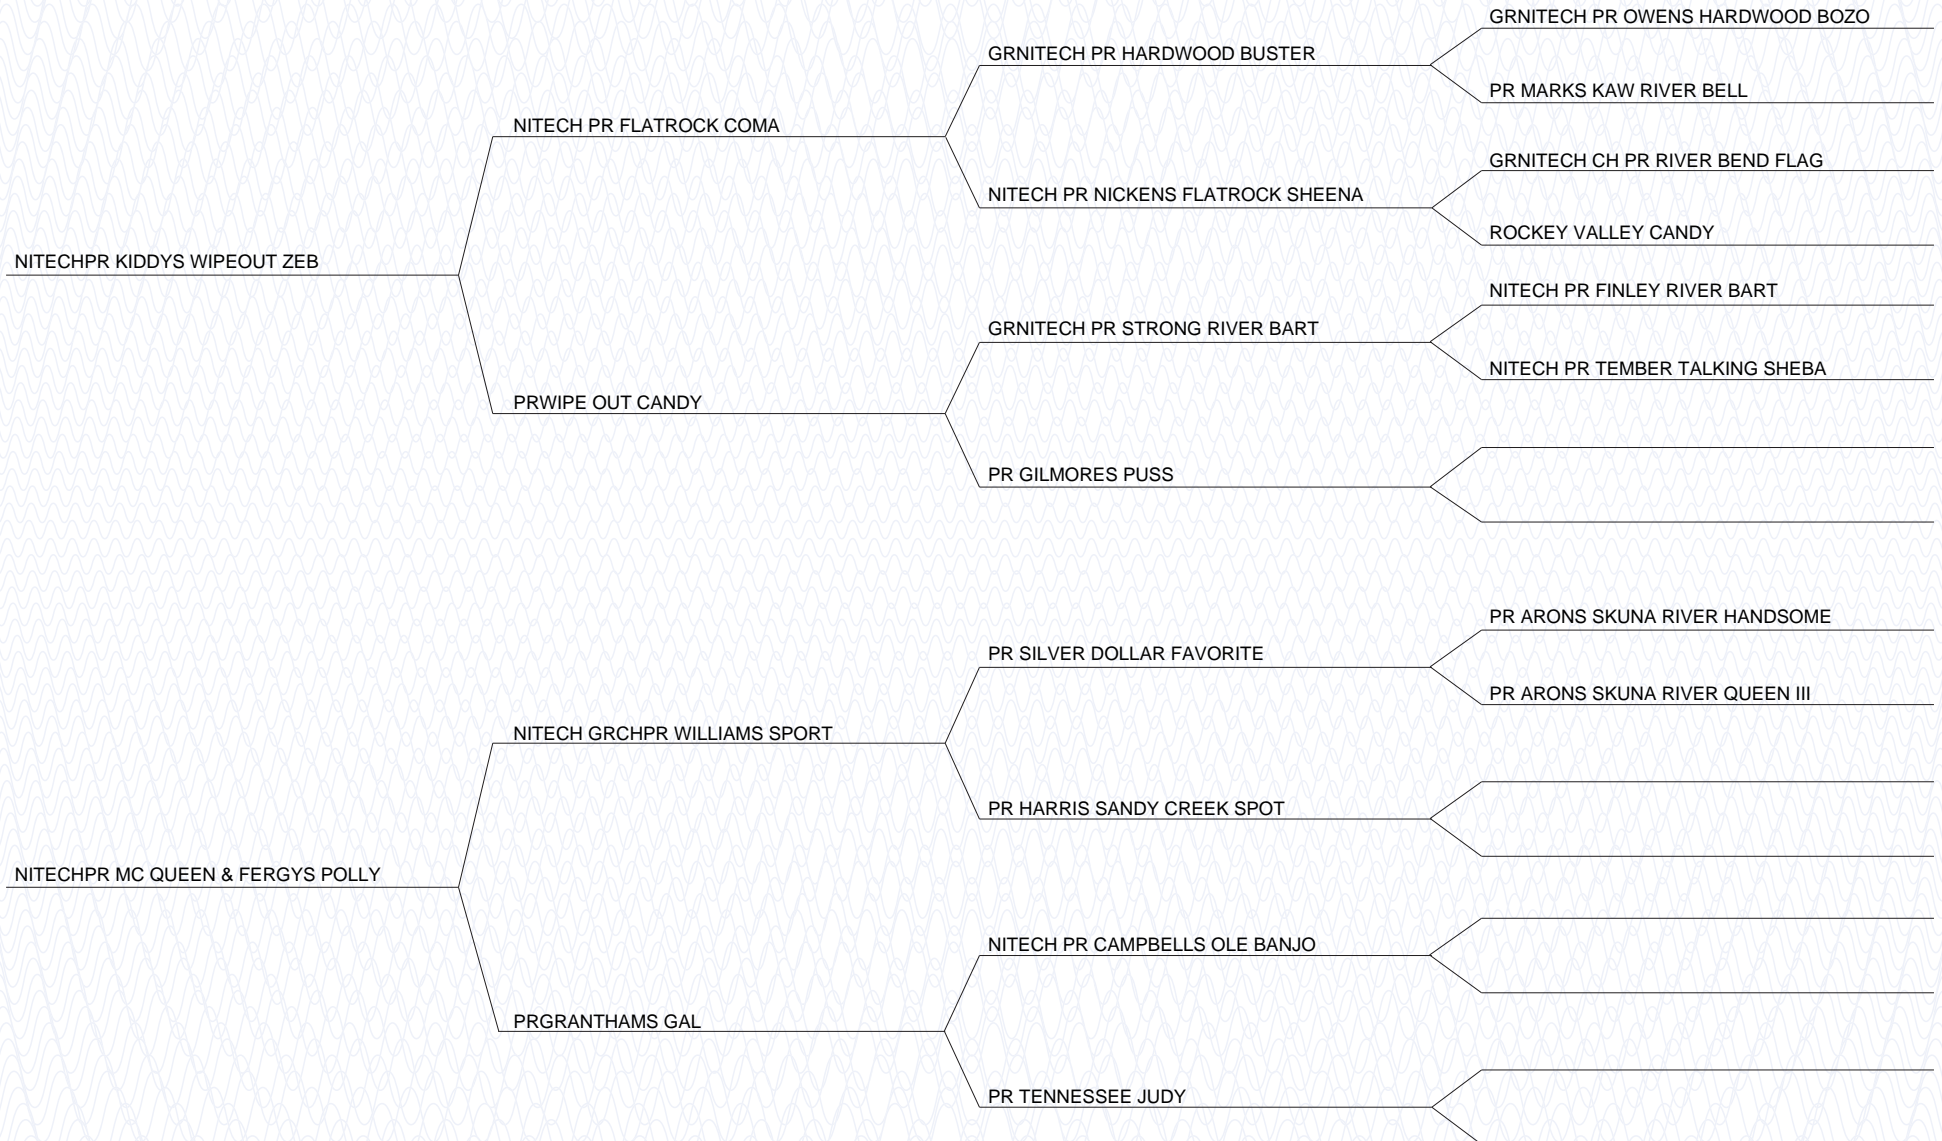 GRNITECH PR OWENS HARDWOOD BOZO
GRNITECH PR HARDWOOD BUSTER
PR MARKS KAW RIVER BELL
NITECH PR FLATROCK COMA
GRNITECH CH PR RIVER BEND FLAG
NITECH PR NICKENS FLATROCK SHEENA
ROCKEY VALLEY CANDY
NITECHPR KIDDYS WIPEOUT ZEB
NITECH PR FINLEY RIVER BART
GRNITECH PR STRONG RIVER BART
NITECH PR TEMBER TALKING SHEBA
PRWIPE OUT CANDY
PR GILMORES PUSS
PR ARONS SKUNA RIVER HANDSOME
PR SILVER DOLLAR FAVORITE
PR ARONS SKUNA RIVER QUEEN III
NITECH GRCHPR WILLIAMS SPORT
PR HARRIS SANDY CREEK SPOT
NITECHPR MC QUEEN & FERGYS POLLY
NITECH PR CAMPBELLS OLE BANJO
PRGRANTHAMS GAL
PR TENNESSEE JUDY